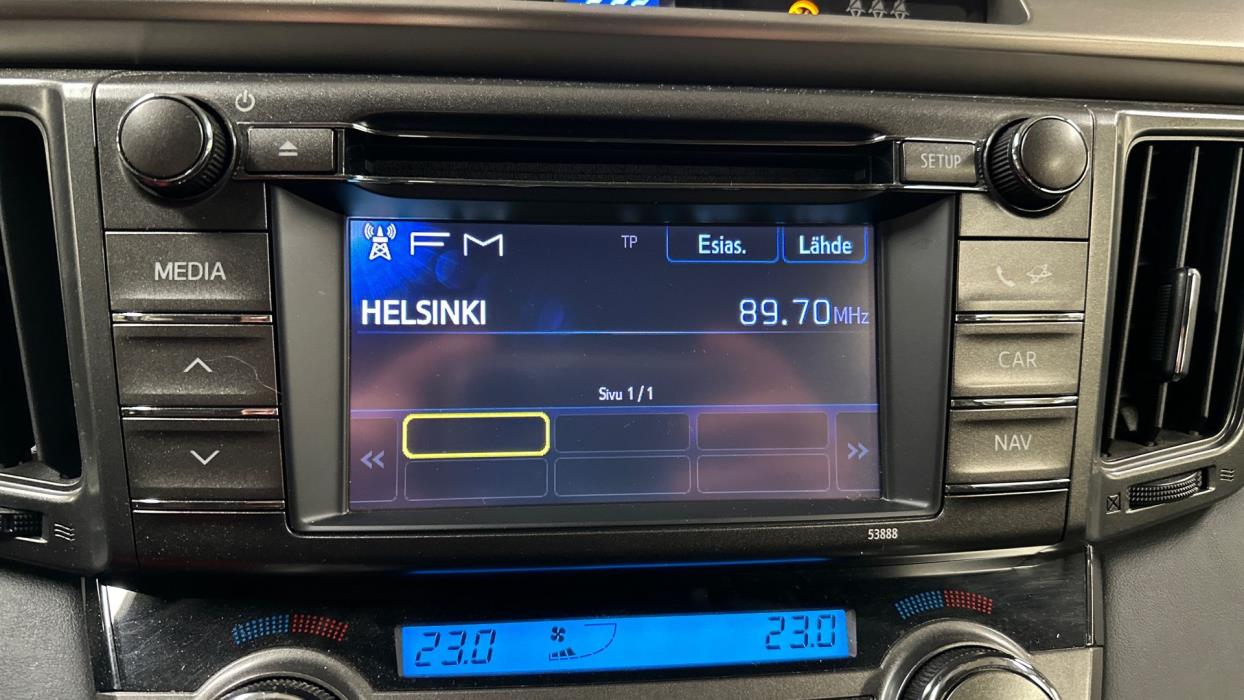 SETUP
MEDIA
FM TP Esias. Lähde
HELSINKI 89.70MHz
CAR
Sivu 1/1
NAV
53888
23.0 23.0